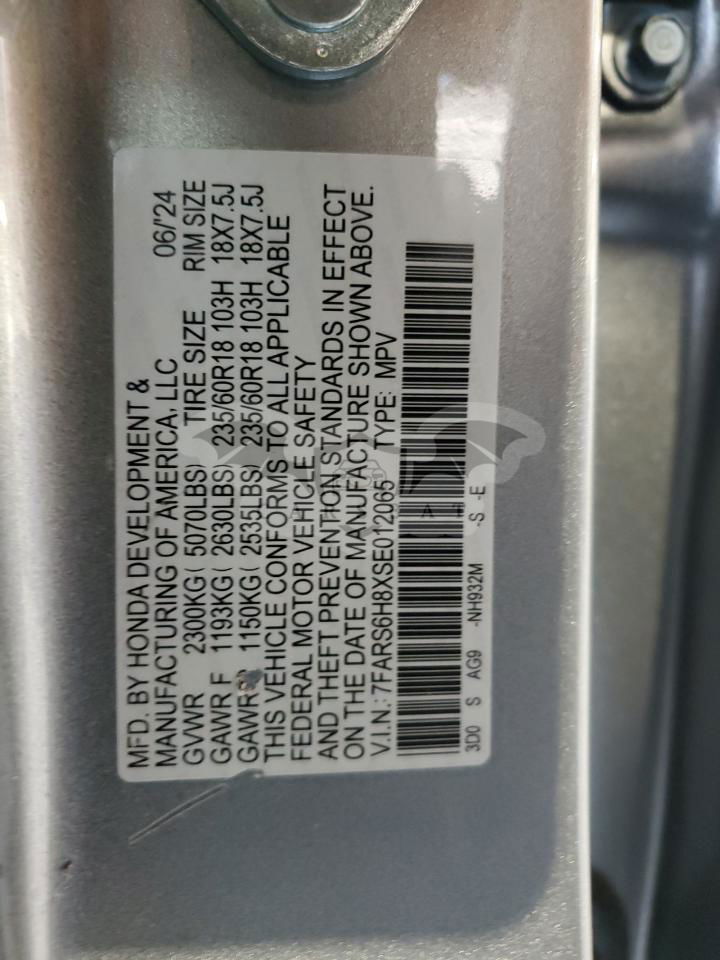 MFD. BY HONDA DEVELOPMENT &
MANUFACTURING OF AMERICA, LLC 06/'24
GVWR 2300KG( 5070LBS) TIRE SIZE RIM SIZE
GAWR F 1193KG( 2630LBS) 235/60R18 103H 18X7.5J
GAWR R 1150KG( 2535LBS) 235/60R18 103H 18X7.5J
THIS VEHICLE CONFORMS TO ALL APPLICABLE
FEDERAL MOTOR VEHICLE SAFETY
AND THEFT PREVENTION STANDARDS IN EFFECT
ON THE DATE OF MANUFACTURE SHOWN ABOVE.
V.I.N.: 7FARS6H8XSE012065 TYPE: MPV
3D0 S AG9 -NH932M -S -E